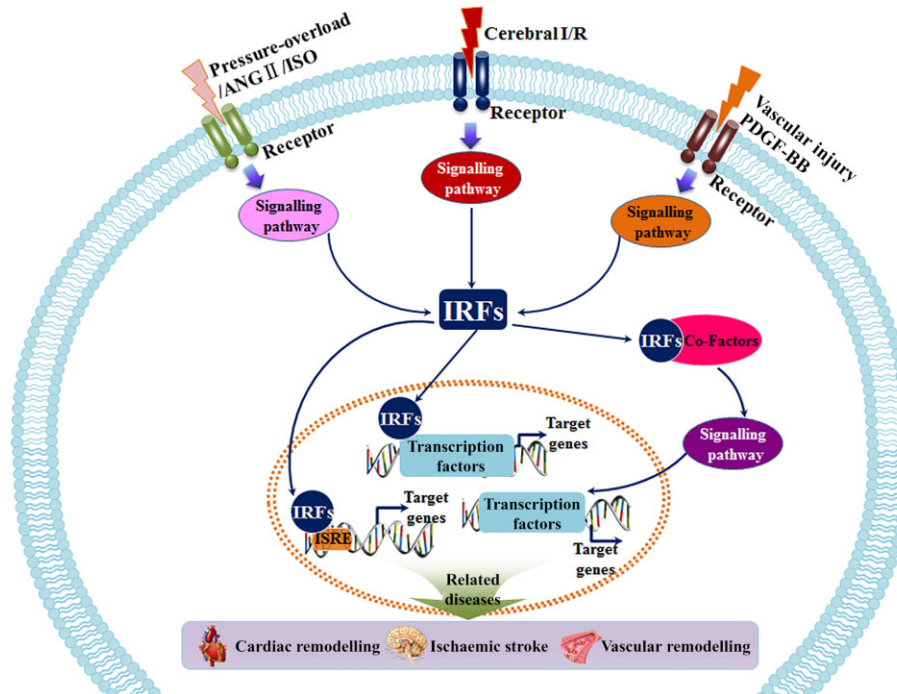 Pressure-overload
/ANG Ⅱ/ISO
Receptor
Cerebral I/R
Receptor
Vascular injury
PDGF-BB
Receptor
Signalling
pathway
Signalling
pathway
Signalling
pathway
IRFs
IRFs Co-Factors
Signalling
pathway
IRFs
Transcription
factors
Target
genes
IRFs
ISRE
Target
genes
Transcription
factors
Target
genes
Related
diseases
Cardiac remodelling
Ischaemic stroke
Vascular remodelling